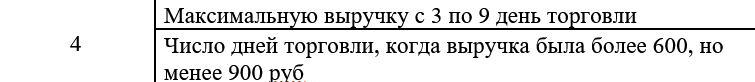 Максимальную выручку с 3 по 9 день торговли
4
Число дней торговли, когда выручка была более 600, но
менее 900 руб